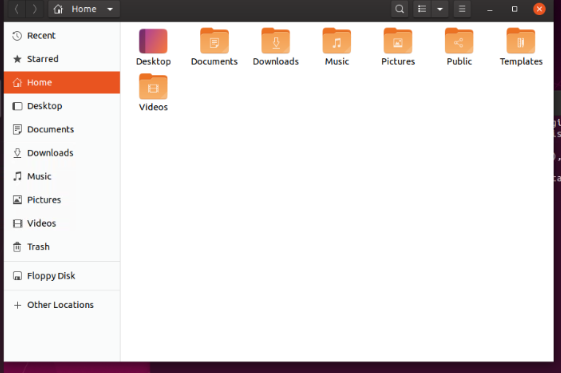 Home
Recent
Starred
Home
Desktop
Documents
Downloads
Music
Pictures
Videos
Trash
Floppy Disk
+ Other Locations
Desktop Documents Downloads Music Pictures Public Templates
Videos